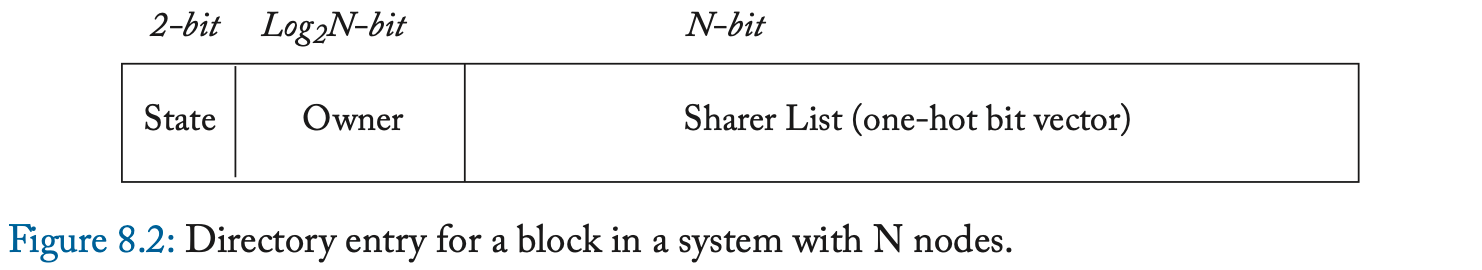 2-bit Log₂N-bit N-bit
State Owner Sharer List (one-hot bit vector)
Figure 8.2: Directory entry for a block in a system with N nodes.